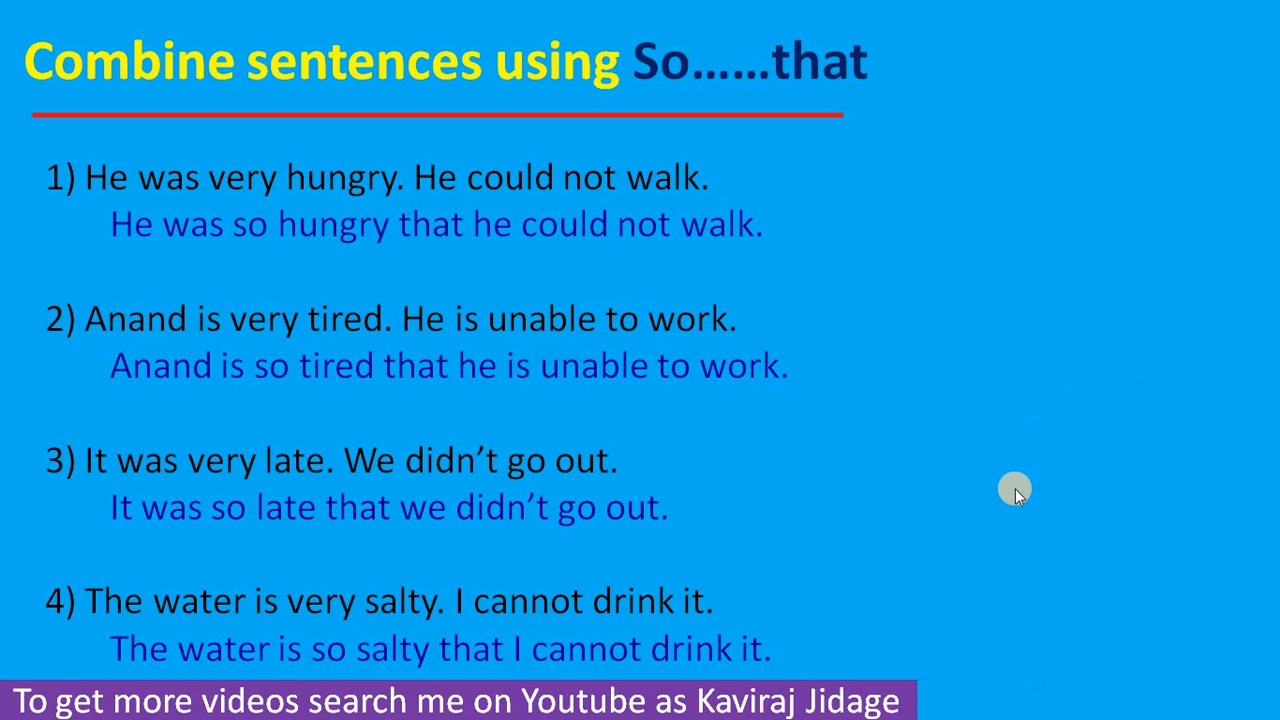 Combine sentences using So......that
1) He was very hungry. He could not walk.
He was so hungry that he could not walk.
2) Anand is very tired. He is unable to work.
Anand is so tired that he is unable to work.
3) It was very late. We didn’t go out.
It was so late that we didn’t go out.
4) The water is very salty. I cannot drink it.
The water is so salty that I cannot drink it.
To get more videos search me on Youtube as Kaviraj Jidage